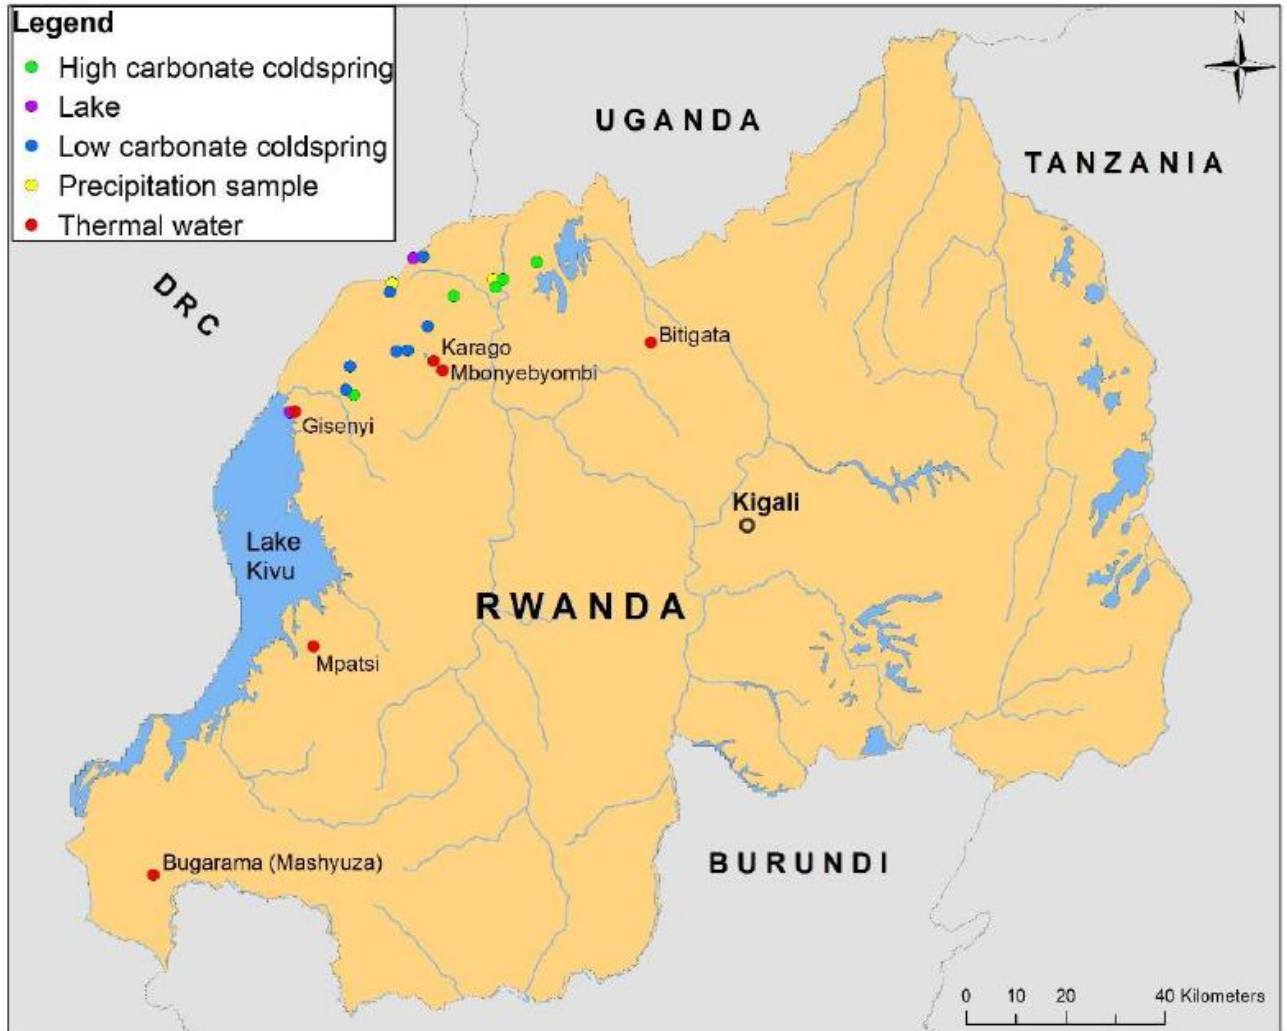 Legend
High carbonate coldspring
Lake
Low carbonate coldspring
Precipitation sample
Thermal water
N
UGANDA
TANZANIA
DRC
Karago
Mbonyebyombi
Bitigata
Gisenyi
Kigali
Lake
Kivu
RWANDA
Mpatsi
Bugarama (Mashyuza)
BURUNDI
0 10 20 40 Kilometers